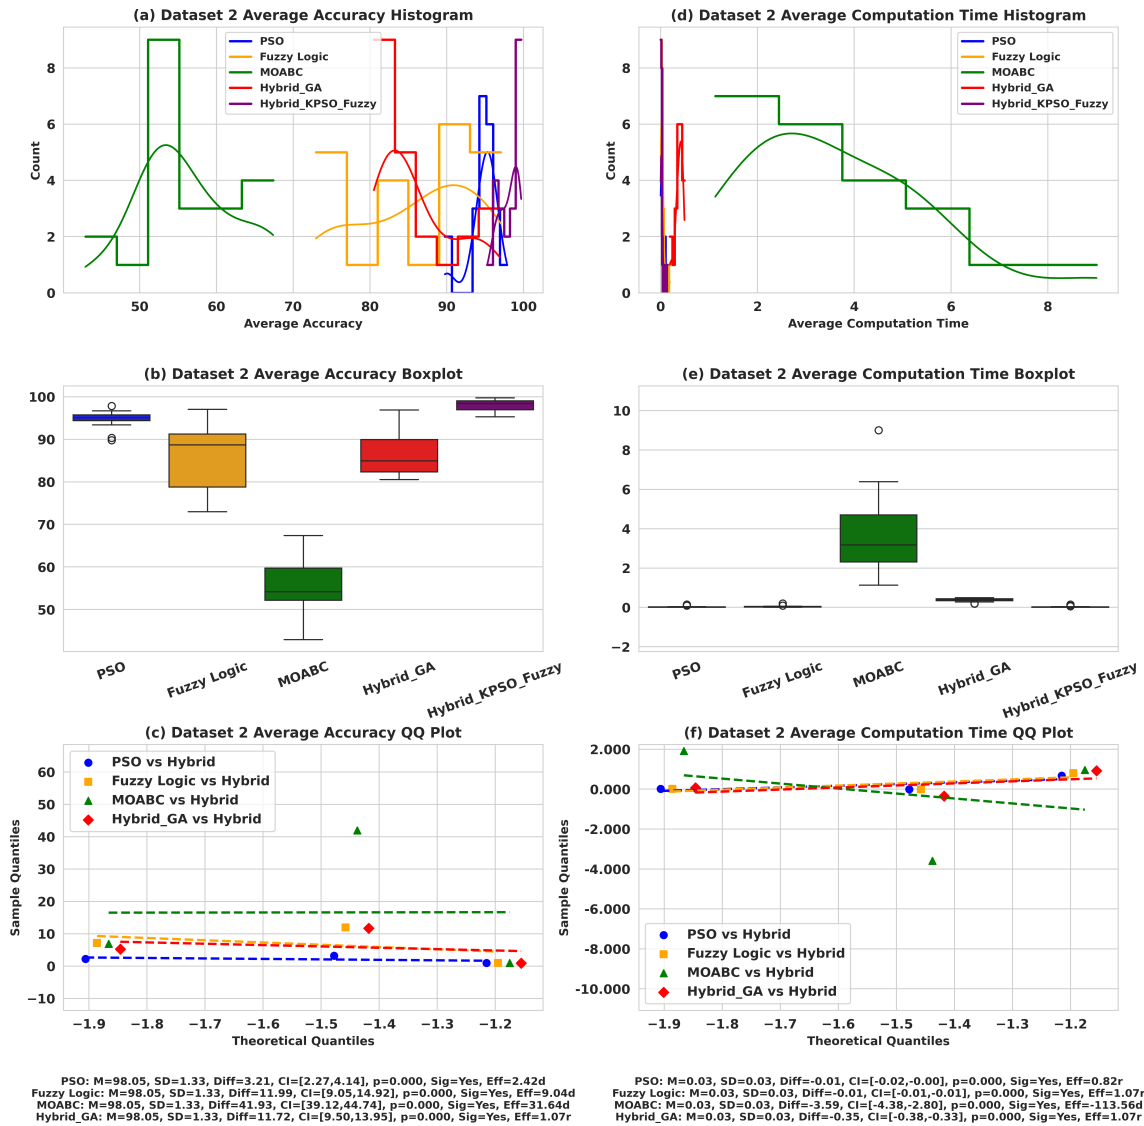 (a) Dataset 2 Average Accuracy Histogram
PSO
Fuzzy Logic
MOABC
Hybrid_GA
Hybrid_KPSO_Fuzzy
Count
8
6
4
2
0
50
60
70
80
90
100
Average Accuracy
(d) Dataset 2 Average Computation Time Histogram
PSO
Fuzzy Logic
MOABC
Hybrid_GA
Hybrid_KPSO_Fuzzy
Count
8
6
4
2
0
0
2
4
6
8
Average Computation Time
(b) Dataset 2 Average Accuracy Boxplot
100
90
80
70
60
50
PSO
Fuzzy Logic
MOABC
Hybrid_GA
Hybrid_KPSO_Fuzzy
(e) Dataset 2 Average Computation Time Boxplot
10
8
6
4
2
0
−2
PSO
Fuzzy Logic
MOABC
Hybrid_GA
Hybrid_KPSO_Fuzzy
(c) Dataset 2 Average Accuracy QQ Plot
PSO vs Hybrid
Fuzzy Logic vs Hybrid
MOABC vs Hybrid
Hybrid_GA vs Hybrid
Sample Quantiles
60
50
40
30
20
10
0
−10
−1.9
−1.8
−1.7
−1.6
−1.5
−1.4
−1.3
−1.2
Theoretical Quantiles
(f) Dataset 2 Average Computation Time QQ Plot
Sample Quantiles
2.000
0.000
-2.000
-4.000
-6.000
-8.000
-10.000
PSO vs Hybrid
Fuzzy Logic vs Hybrid
MOABC vs Hybrid
Hybrid_GA vs Hybrid
−1.9
−1.8
−1.7
−1.6
−1.5
−1.4
−1.3
−1.2
Theoretical Quantiles
PSO: M=98.05, SD=1.33, Diff=3.21, CI=[2.27,4.14], p=0.000, Sig=Yes, Eff=2.42d
Fuzzy Logic: M=98.05, SD=1.33, Diff=11.99, CI=[9.05,14.92], p=0.000, Sig=Yes, Eff=9.04d
MOABC: M=98.05, SD=1.33, Diff=41.93, CI=[39.12,44.74], p=0.000, Sig=Yes, Eff=31.64d
Hybrid_GA: M=98.05, SD=1.33, Diff=11.72, CI=[9.50,13.95], p=0.000, Sig=Yes, Eff=1.07r
PSO: M=0.03, SD=0.03, Diff=-0.01, CI=[-0.02,-0.00], p=0.000, Sig=Yes, Eff=0.82r
Fuzzy Logic: M=0.03, SD=0.03, Diff=-0.01, CI=[-0.01,-0.01], p=0.000, Sig=Yes, Eff=1.07r
MOABC: M=0.03, SD=0.03, Diff=-3.59, CI=[-4.38,-2.80], p=0.000, Sig=Yes, Eff=-113.56d
Hybrid_GA: M=0.03, SD=0.03, Diff=-0.35, CI=[-0.38,-0.33], p=0.000, Sig=Yes, Eff=1.07r